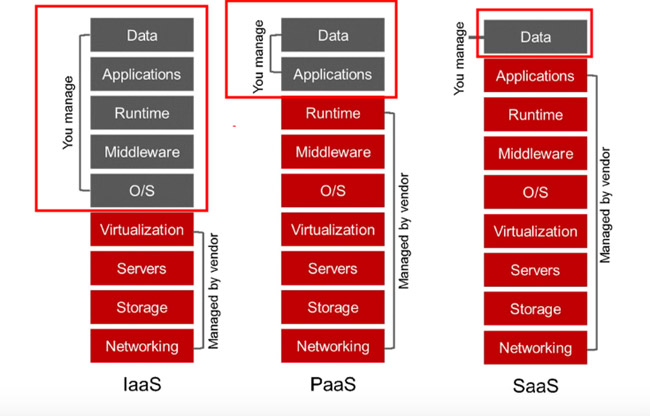 You manage
Data
Applications
Runtime
Middleware
O/S
Virtualization
Servers
Storage
Networking
Managed by vendor
IaaS
You manage
Data
Applications
Runtime
Middleware
O/S
Virtualization
Servers
Storage
Networking
Managed by vendor
PaaS
You manage
Data
Applications
Runtime
Middleware
O/S
Virtualization
Servers
Storage
Networking
Managed by vendor
SaaS